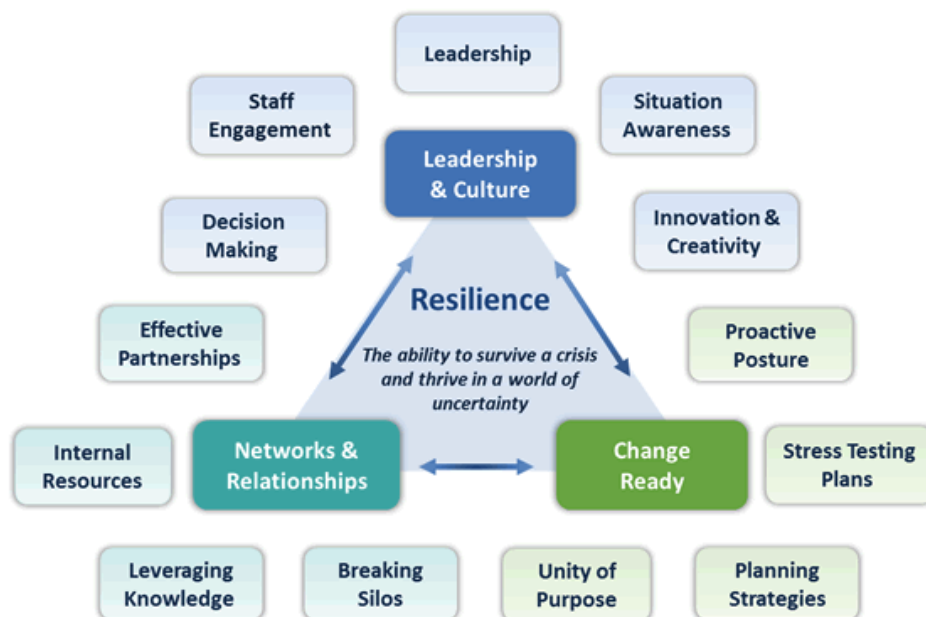 Leadership
Staff
Engagement
Situation
Awareness
Leadership
& Culture
Decision
Making
Innovation &
Creativity
Resilience
The ability to survive a crisis
and thrive in a world of
uncertainty
Effective
Partnerships
Proactive
Posture
Internal
Resources
Networks &
Relationships
Change
Ready
Stress Testing
Plans
Leveraging
Knowledge
Breaking
Silos
Unity of
Purpose
Planning
Strategies